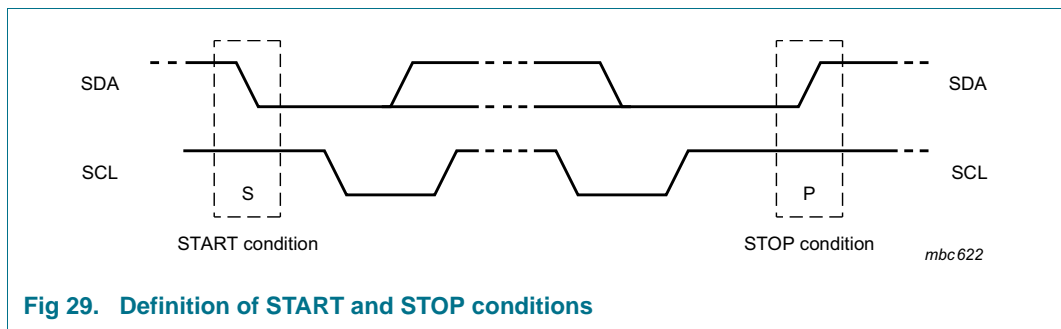 SDA
SDA
SCL
SCL
S
P
START condition
STOP condition
mbc622
Fig 29. Definition of START and STOP conditions